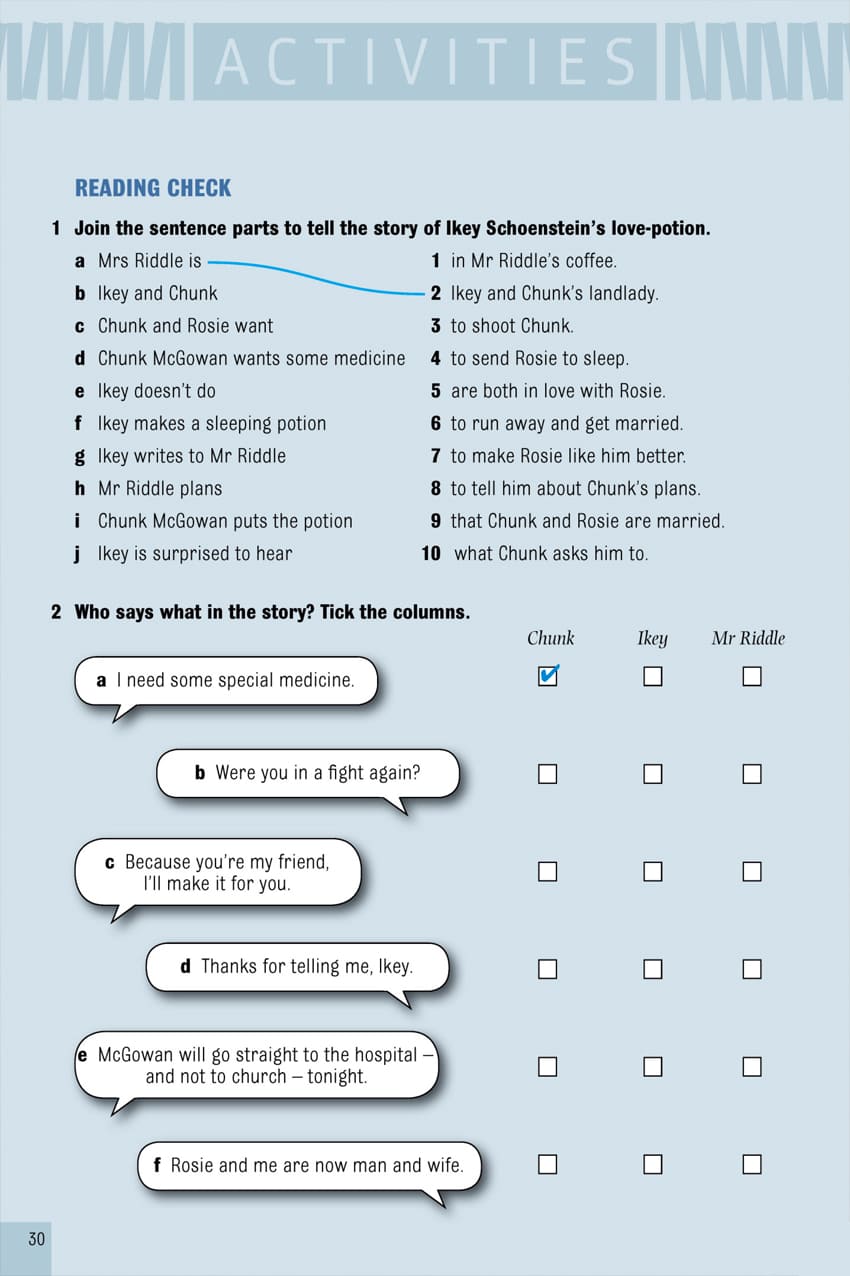 ACTIVITIES
READING CHECK
1 Join the sentence parts to tell the story of Ikey Schoenstein's love-potion.
a Mrs Riddle is 1 in Mr Riddle's coffee.
b Ikey and Chunk 2 Ikey and Chunk's landlady.
c Chunk and Rosie want 3 to shoot Chunk.
d Chunk McGowan wants some medicine 4 to send Rosie to sleep.
e Ikey doesn't do 5 are both in love with Rosie.
f Ikey makes a sleeping potion 6 to run away and get married.
g Ikey writes to Mr Riddle 7 to make Rosie like him better.
h Mr Riddle plans 8 to tell him about Chunk's plans.
i Chunk McGowan puts the potion 9 that Chunk and Rosie are married.
j Ikey is surprised to hear 10 what Chunk asks him to.
2 Who says what in the story? Tick the columns.
Chunk Ikey Mr Riddle
a I need some special medicine.
b Were you in a fight again?
c Because you're my friend,
I'll make it for you.
d Thanks for telling me, Ikey.
e McGowan will go straight to the hospital –
and not to church – tonight.
f Rosie and me are now man and wife.
30